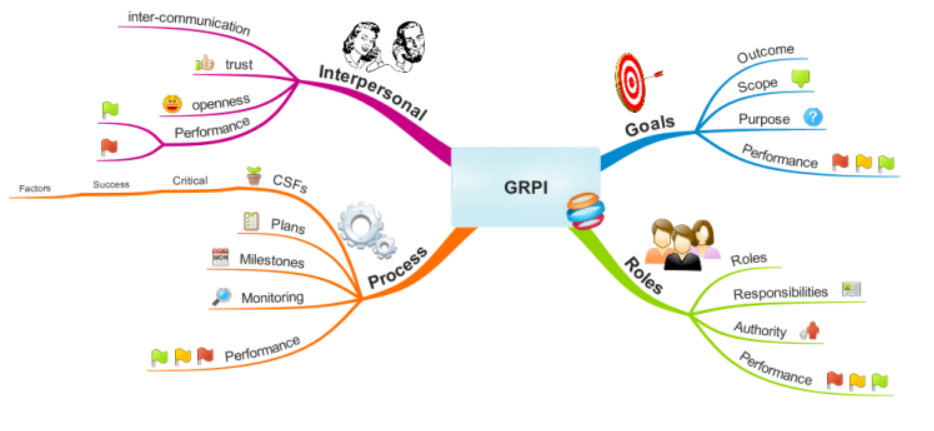 GRPI
Interpersonal
inter-communication
trust
openness
Performance
Goals
Outcome
Scope
Purpose
Performance
Process
CSFs
Critical
Success
Factors
Plans
Milestones
Monitoring
Performance
Roles
Roles
Responsibilities
Authority
Performance